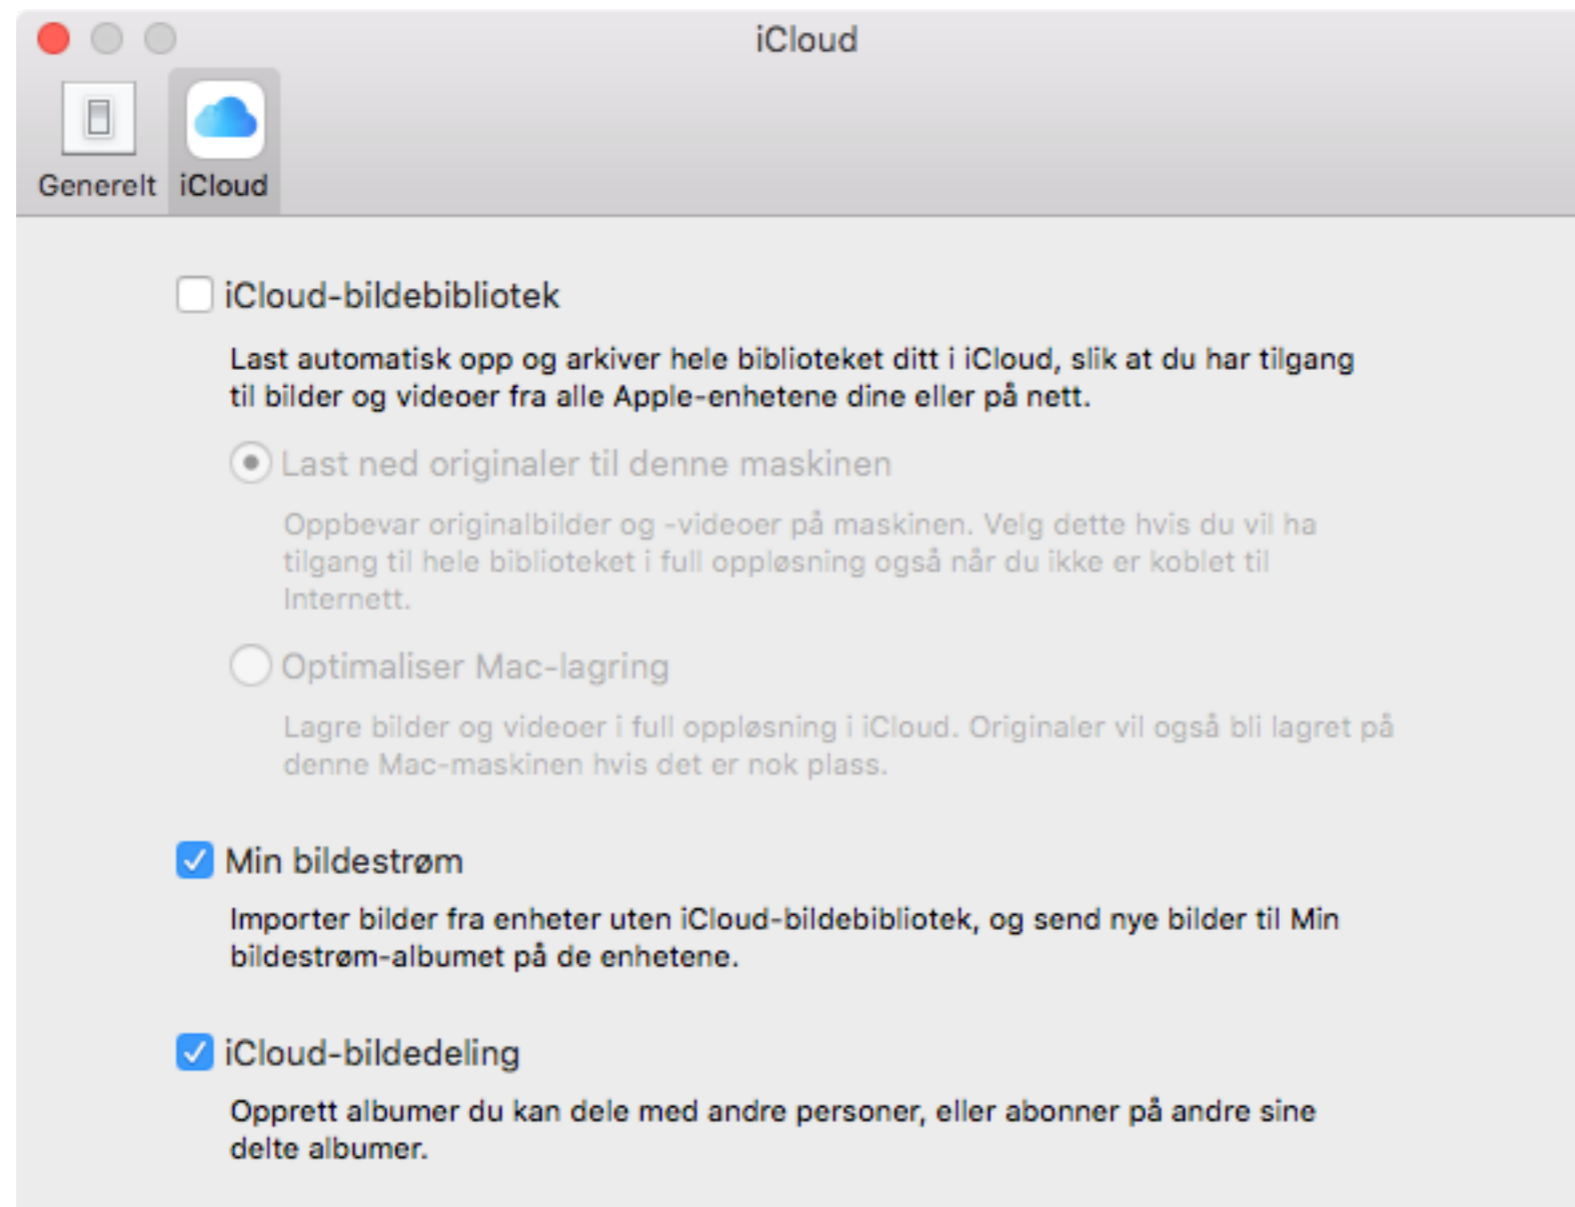 iCloud
Generelt iCloud
iCloud-bildebibliotek
Last automatisk opp og arkiver hele biblioteket ditt i iCloud, slik at du har tilgang
til bilder og videoer fra alle Apple-enhetene dine eller på nett.
Last ned originaler til denne maskinen
Oppbevar originalbilder og -videoer på maskinen. Velg dette hvis du vil ha
tilgang til hele biblioteket i full oppløsning også når du ikke er koblet til
Internett.
Optimaliser Mac-lagring
Lagre bilder og videoer i full oppløsning i iCloud. Originaler vil også bli lagret på
denne Mac-maskinen hvis det er nok plass.
Min bildestrøm
Importer bilder fra enheter uten iCloud-bildebibliotek, og send nye bilder til Min
bildestrøm-albumet på de enhetene.
iCloud-bildedeling
Opprett albumer du kan dele med andre personer, eller abonner på andre sine
delte albumer.